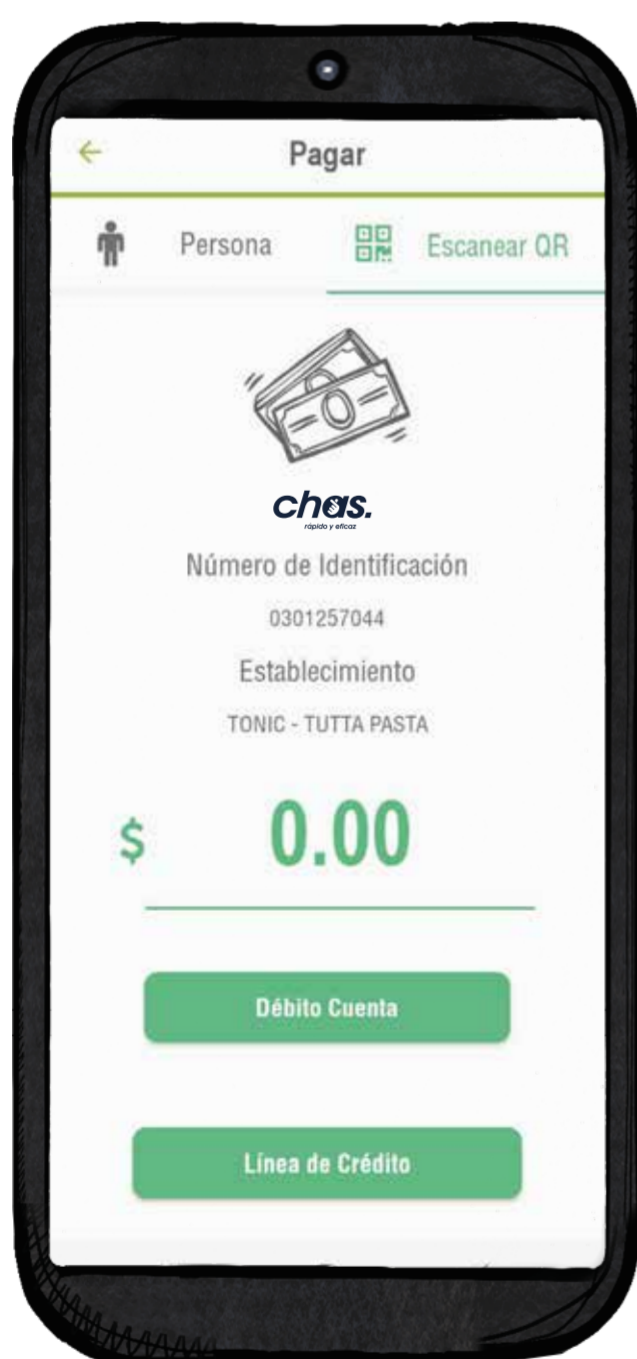 Pagar
Persona
Escanear QR
chas.
rápido y eficaz
Número de Identificación
0301257044
Establecimiento
TONIC - TUTTA PASTA
$ 0.00
Débito Cuenta
Línea de Crédito